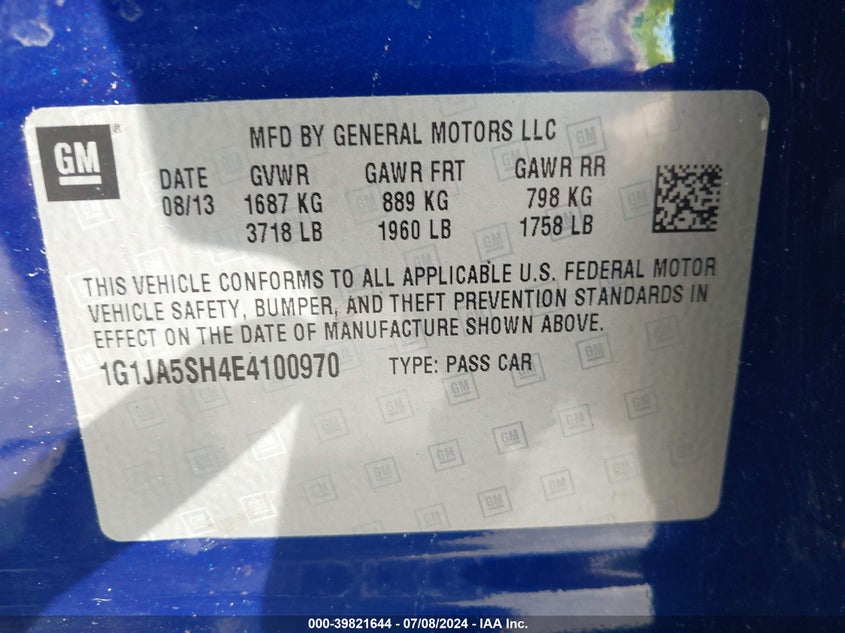 GM
MFD BY GENERAL MOTORS LLC
DATE GVWR GAWR FRT GAWR RR
08/13 1687 KG 889 KG 798 KG
3718 LB 1960 LB 1758 LB
THIS VEHICLE CONFORMS TO ALL APPLICABLE U.S. FEDERAL MOTOR
VEHICLE SAFETY, BUMPER, AND THEFT PREVENTION STANDARDS IN
EFFECT ON THE DATE OF MANUFACTURE SHOWN ABOVE.
1G1JA5SH4E4100970 TYPE: PASS CAR
000-39821644 - 07/08/2024 - IAA Inc.